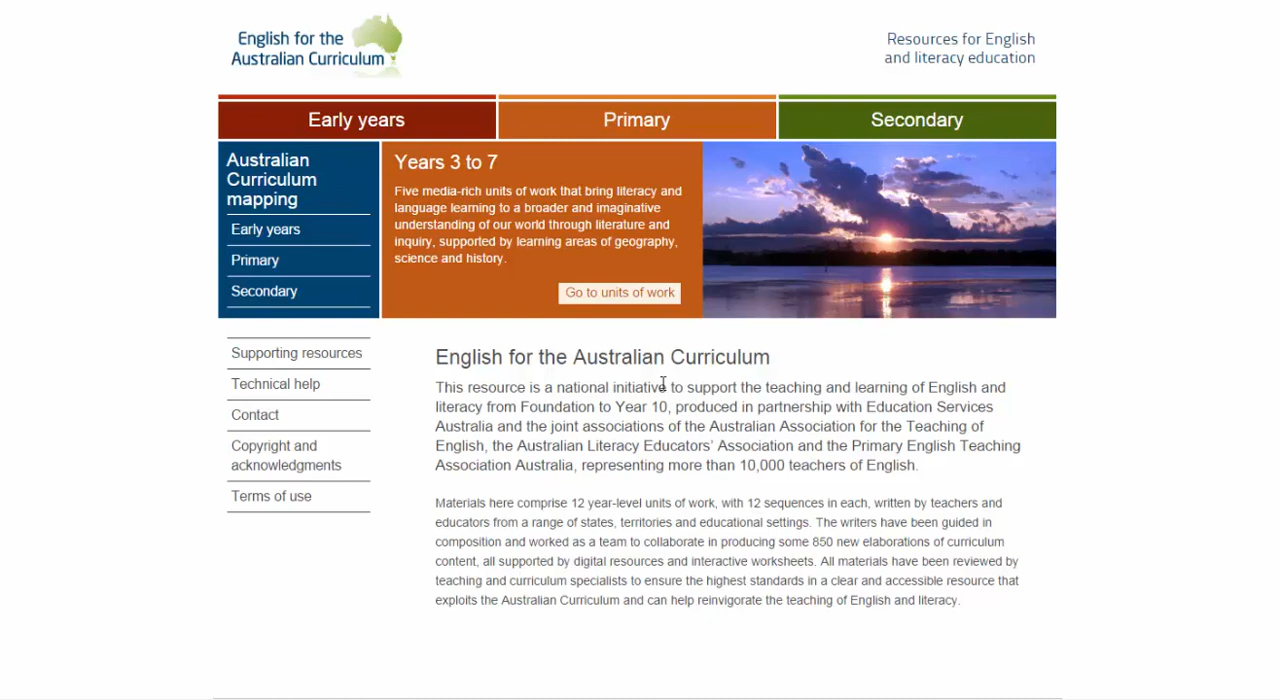 English for the
Australian Curriculum
Resources for English
and literacy education
Early years
Primary
Secondary
Australian
Curriculum
mapping
Early years
Primary
Secondary
Years 3 to 7
Five media-rich units of work that bring literacy and
language learning to a broader and imaginative
understanding of our world through literature and
inquiry, supported by learning areas of geography,
science and history.
Go to units of work
Supporting resources
Technical help
Contact
Copyright and
acknowledgments
Terms of use
English for the Australian Curriculum
This resource is a national initiative to support the teaching and learning of English and
literacy from Foundation to Year 10, produced in partnership with Education Services
Australia and the joint associations of the Australian Association for the Teaching of
English, the Australian Literacy Educators’ Association and the Primary English Teaching
Association Australia, representing more than 10,000 teachers of English.
Materials here comprise 12 year-level units of work, with 12 sequences in each, written by teachers and
educators from a range of states, territories and educational settings. The writers have been guided in
composition and worked as a team to collaborate in producing some 850 new elaborations of curriculum
content, all supported by digital resources and interactive worksheets. All materials have been reviewed by
teaching and curriculum specialists to ensure the highest standards in a clear and accessible resource that
exploits the Australian Curriculum and can help reinvigorate the teaching of English and literacy.